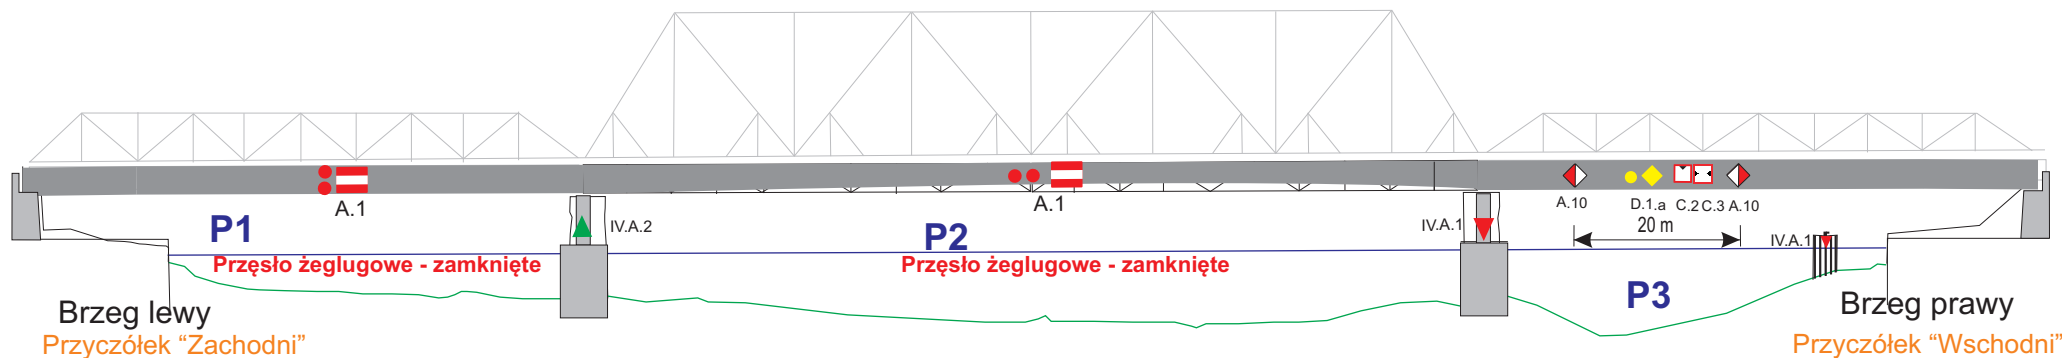 A.1
A.1
A.10
D.1.a
C.2
C.3
A.10
P1
IV.A.2
P2
IV.A.1
20 m
IV.A.1
Przęsło żeglugowe - zamknięte
Przęsło żeglugowe - zamknięte
P3
Brzeg lewy
Przyczółek “Zachodni”
Brzeg prawy
Przyczółek “Wschodni”